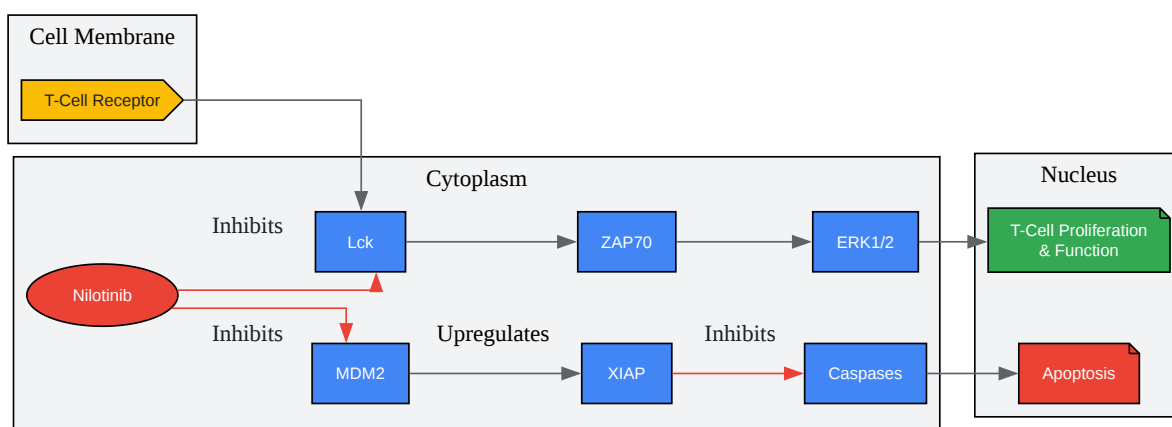 Cell Membrane
T-Cell Receptor
Cytoplasm
Nucleus
Inhibits
Lck
ZAP70
ERK1/2
T-Cell Proliferation
& Function
Nilotinib
Inhibits
Upregulates
Inhibits
MDM2
XIAP
Caspases
Apoptosis